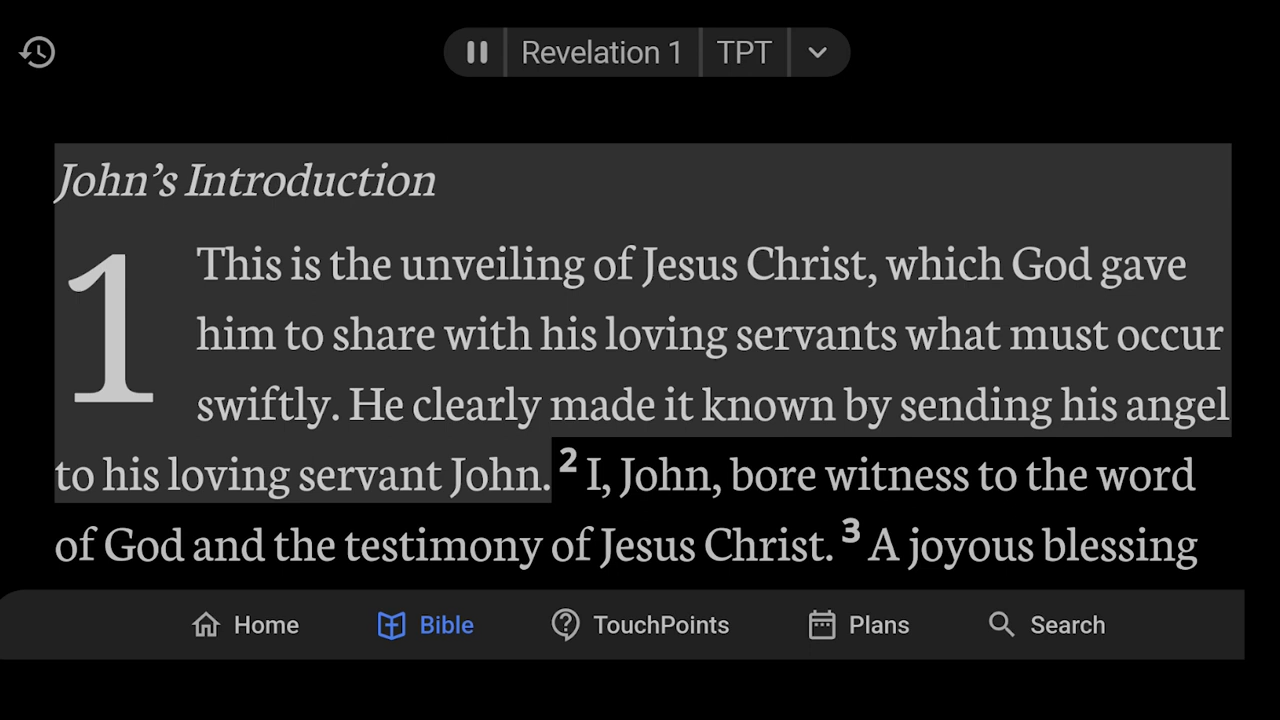 Revelation 1 TPT
John’s Introduction
1 This is the unveiling of Jesus Christ, which God gave
him to share with his loving servants what must occur
swiftly. He clearly made it known by sending his angel
to his loving servant John. 2 I, John, bore witness to the word
of God and the testimony of Jesus Christ. 3 A joyous blessing
Home Bible TouchPoints Plans Search